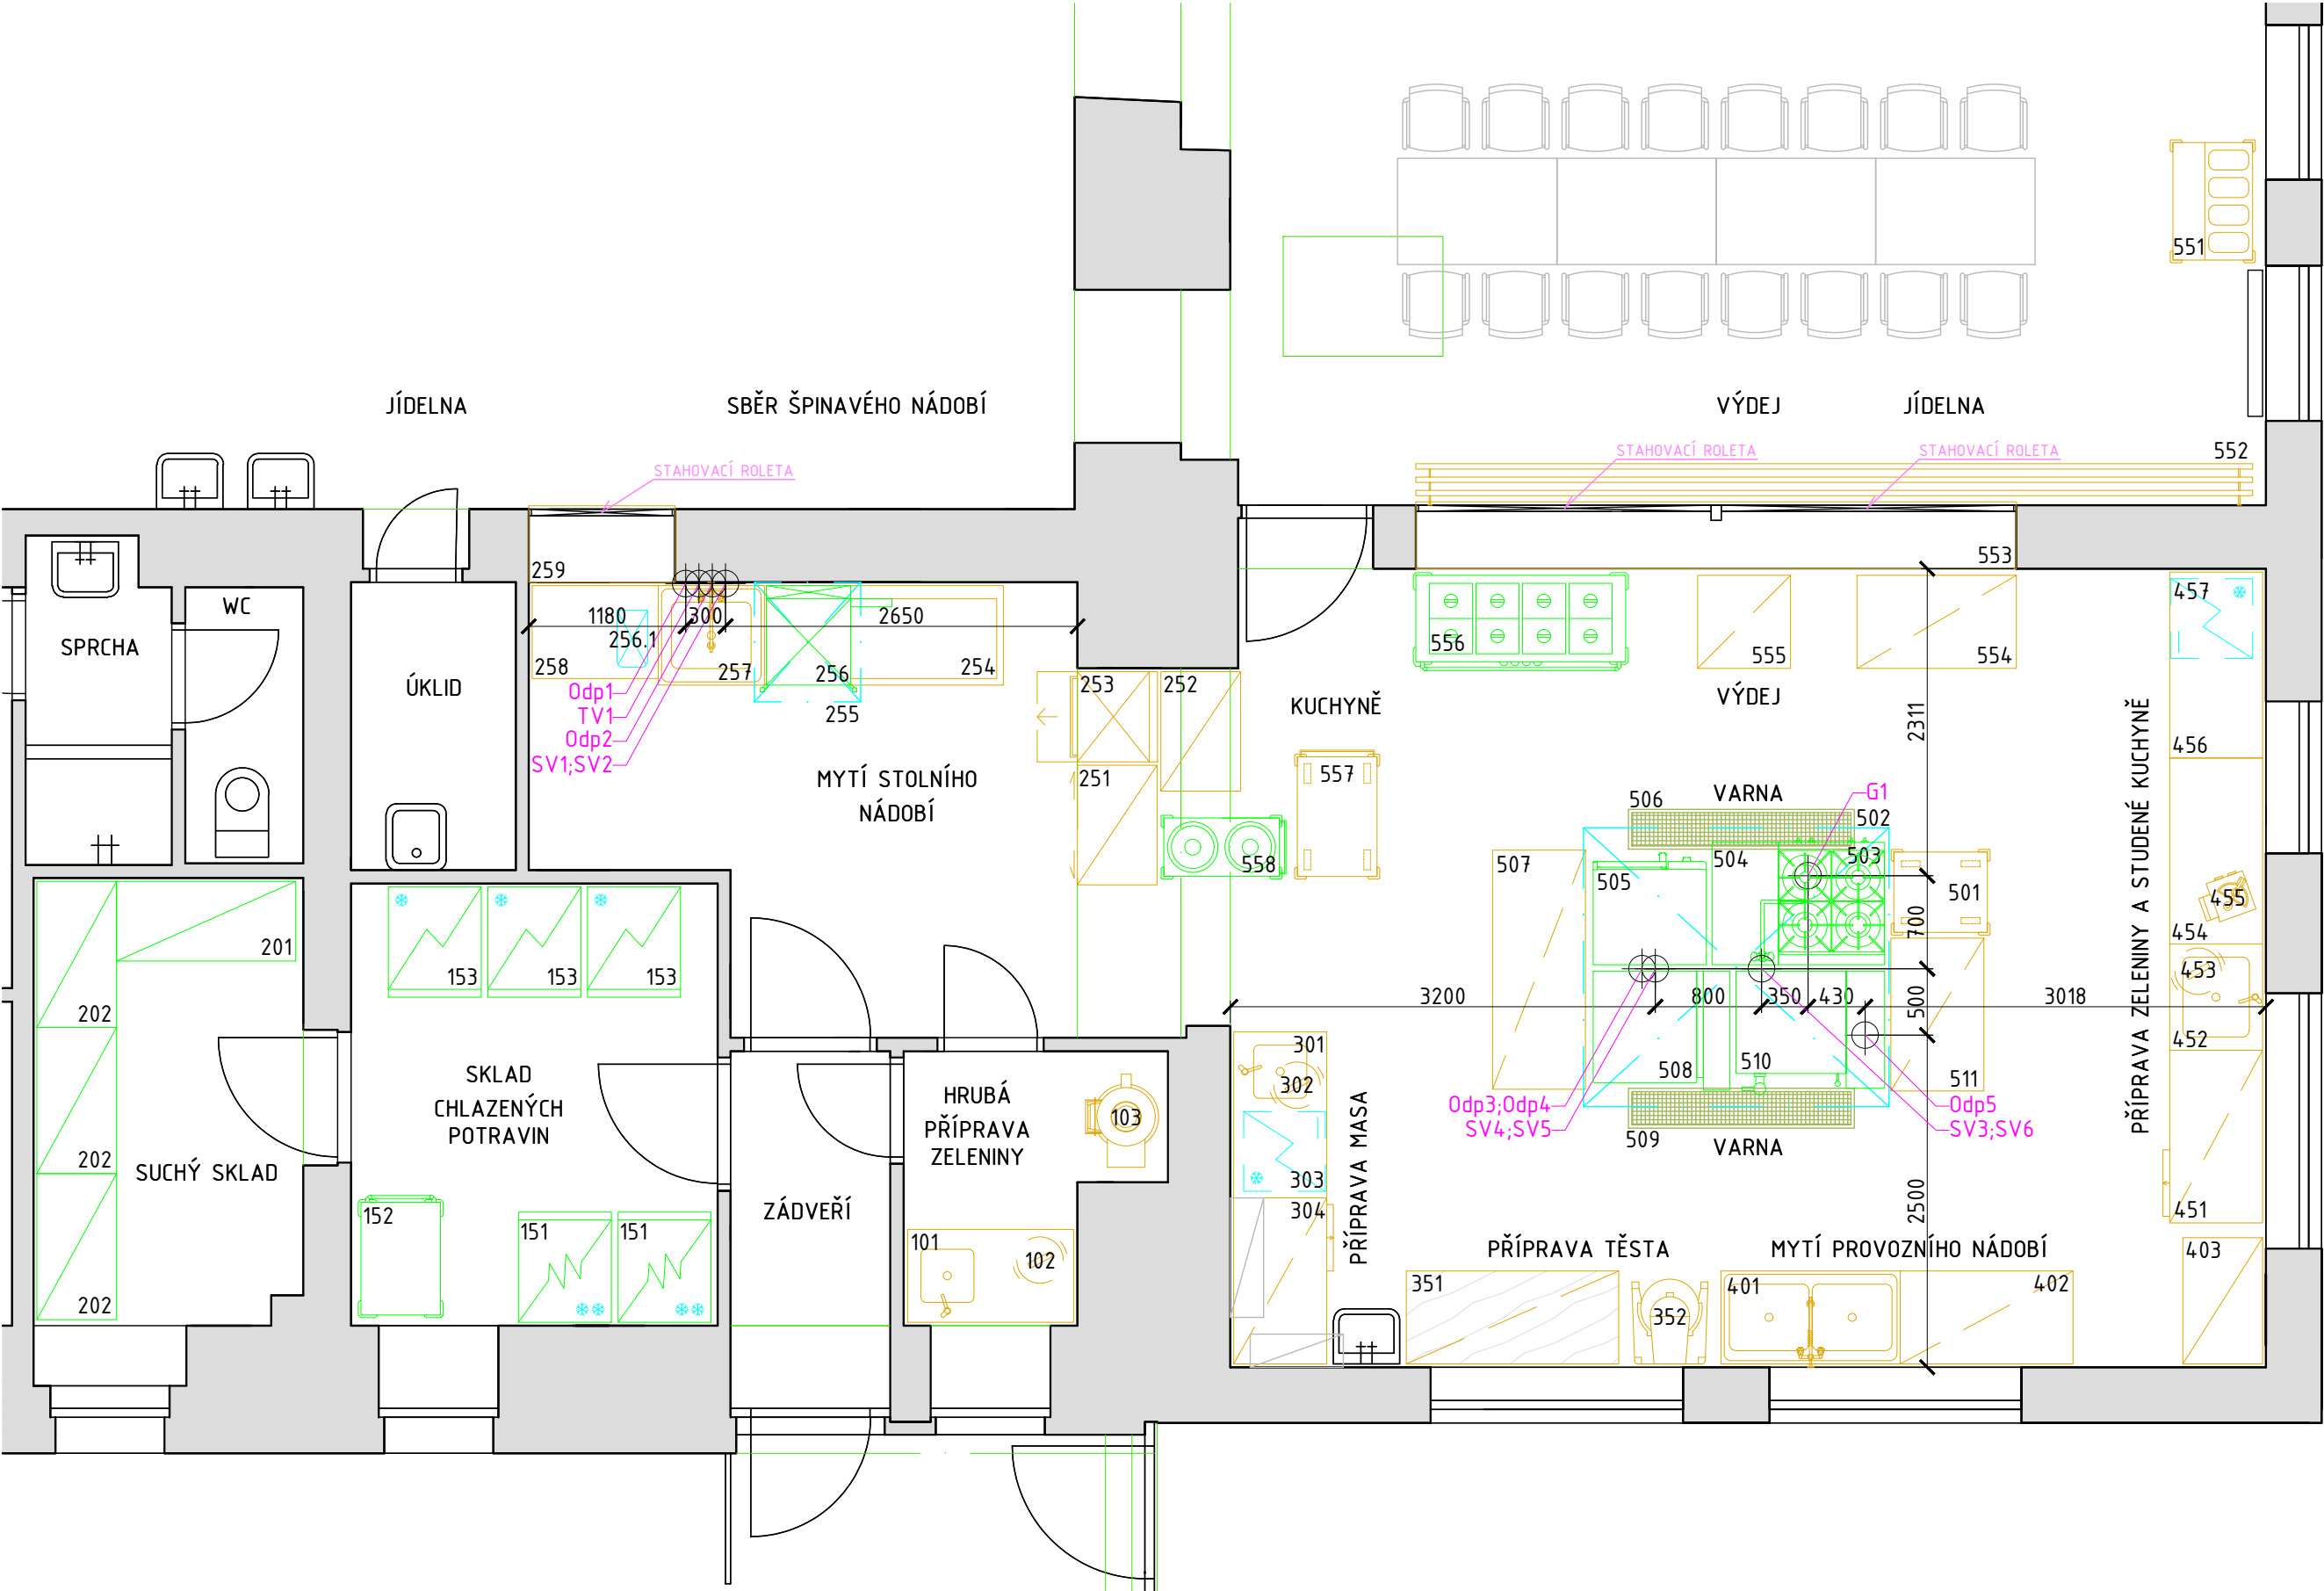 551
JÍDELNA
SBĚR ŠPINAVÉHO NÁDOBÍ
VÝDEJ
JÍDELNA
STAHOVACÍ ROLETA
STAHOVACÍ ROLETA
STAHOVACÍ ROLETA
552
553
259
WC
SPRCHA
ÚKLID
1180
300
2650
256.1
258
257
256
254
255
Odp1
TV1
Odp2
SV1;SV2
253
252
251
MYTÍ STOLNÍHO
NÁDOBÍ
KUCHYNĚ
556
555
554
VÝDEJ
457
456
2311
PŘÍPRAVA ZELENINY A STUDENÉ KUCHYNĚ
557
558
VARNA
G1
506
502
507
505
504
503
501
455
454
453
452
700
500
201
202
202
202
153
153
153
3200
800
350
430
3018
508
510
511
509
Odp3;Odp4
SV4;SV5
Odp5
SV3;SV6
VARNA
SKLAD
CHLAZENÝCH
POTRAVIN
SUCHÝ SKLAD
HRUBÁ
PŘÍPRAVA
ZELENINY
103
ZÁDVEŘÍ
152
151
151
101
102
301
302
303
304
PŘÍPRAVA MASA
2500
451
403
PŘÍPRAVA TĚSTA
MYTÍ PROVOZNÍHO NÁDOBÍ
351
352
401
402